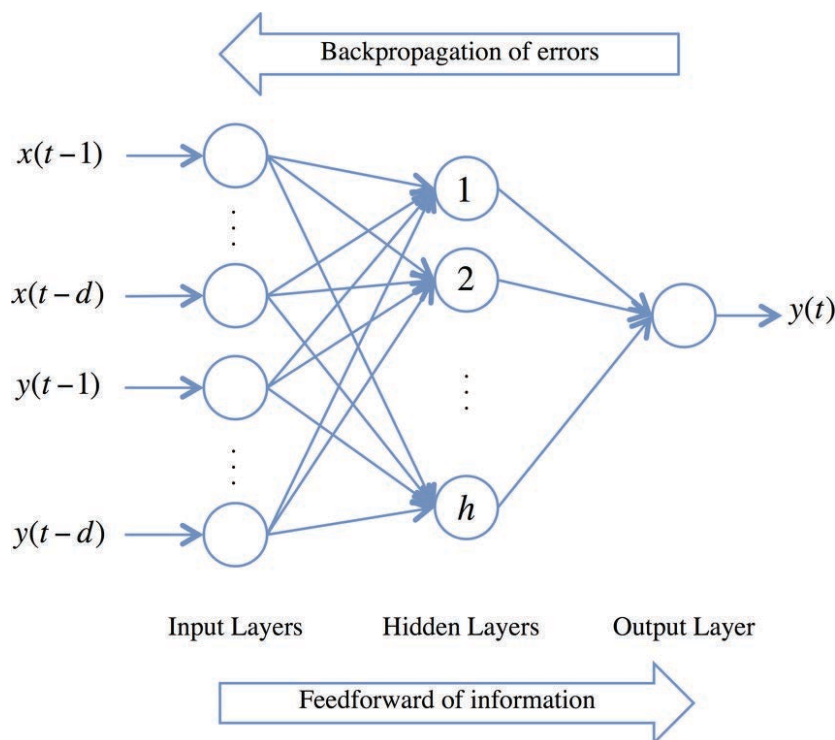 Backpropagation of errors
x(t−1)
1
x(t−d)
2
y(t)
y(t−1)
h
y(t−d)
Input Layers
Hidden Layers
Output Layer
Feedforward of information